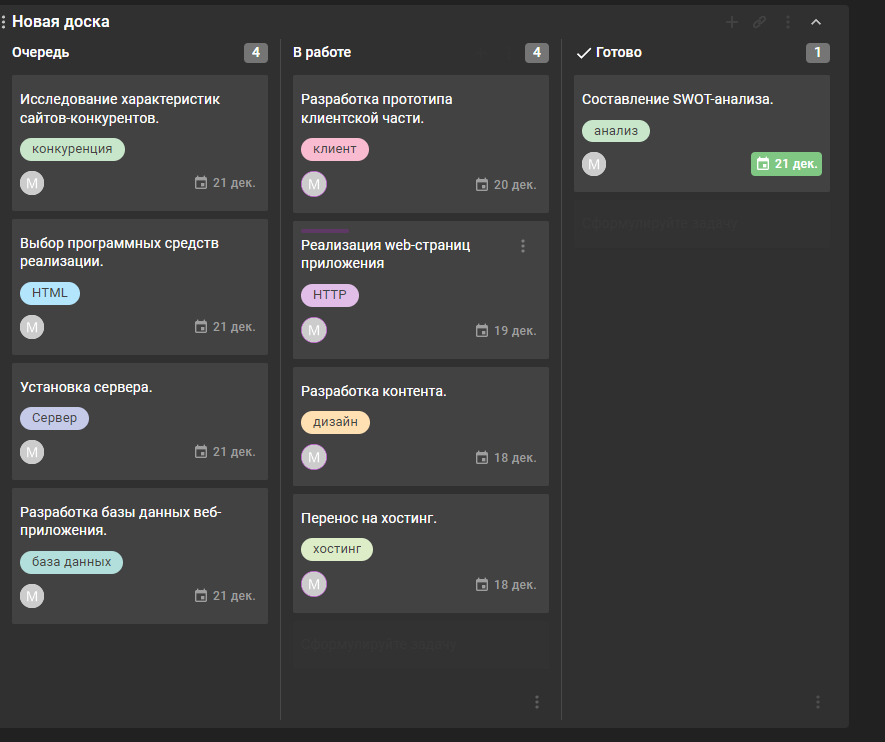 Новая доска
Очередь
4
Исследование характеристик
сайтов-конкурентов.
конкуренция
М
21 дек.
Выбор программных средств
реализации.
HTML
М
21 дек.
Установка сервера.
Сервер
М
21 дек.
Разработка базы данных веб-
приложения.
база данных
М
21 дек.
В работе
4
Разработка прототипа
клиентской части.
клиент
М
20 дек.
Реализация web-страниц
приложения
HTTP
М
19 дек.
Разработка контента.
дизайн
М
18 дек.
Перенос на хостинг.
хостинг
М
18 дек.
Сформулируйте задачу
Готово
1
Составление SWOT-анализа.
анализ
М
21 дек.
Сформулируйте задачу